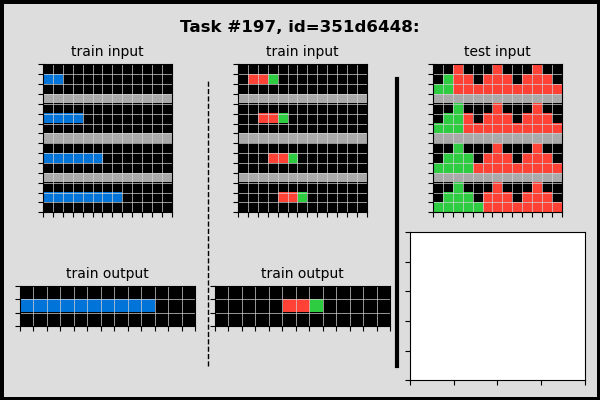 Task #197, id=351d6448:
train input
train input
test input
train output
train output